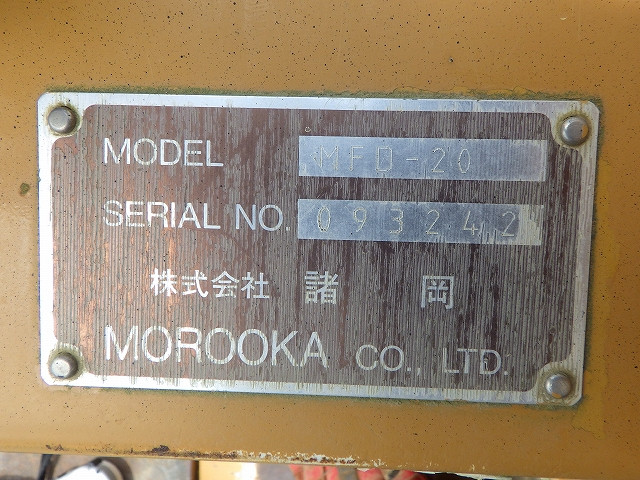 MODEL MFD-20
SERIAL NO. 093242
株式会社 諸岡
MOROOKA CO., LTD.